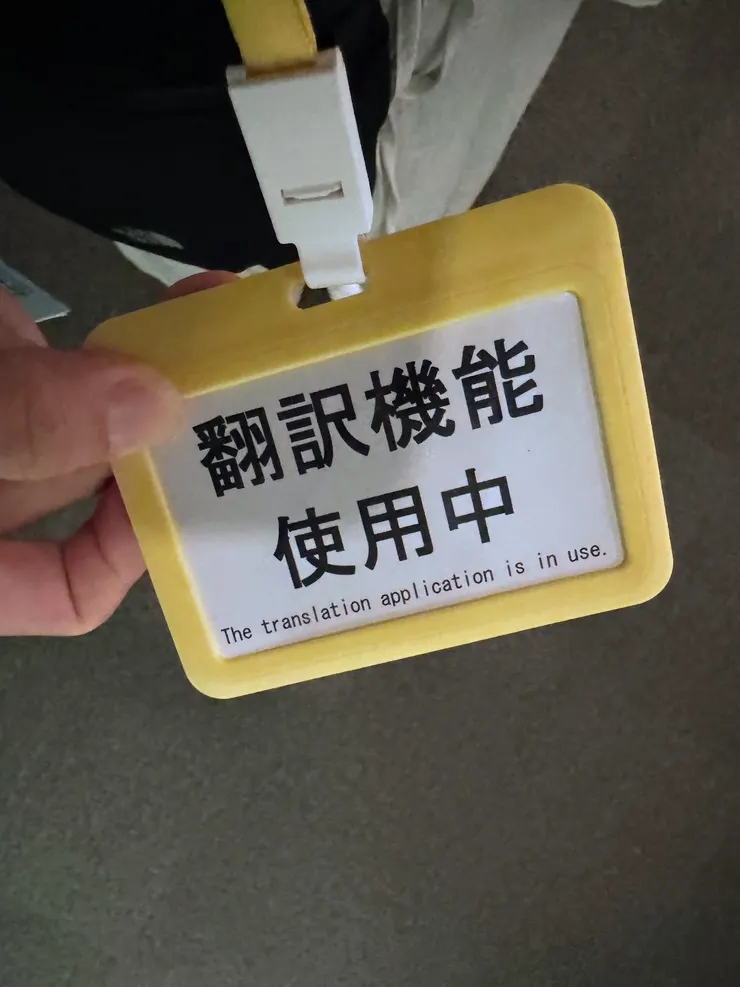 翻訳機能
使用中
The translation application is in use.